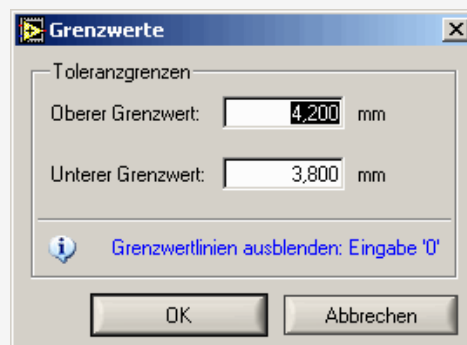 Grenzwerte
Toleranzgrenzen
Oberer Grenzwert: 4,200 mm
Unterer Grenzwert: 3,800 mm
Grenzwertlinien ausblenden: Eingabe '0'
OK Abbrechen